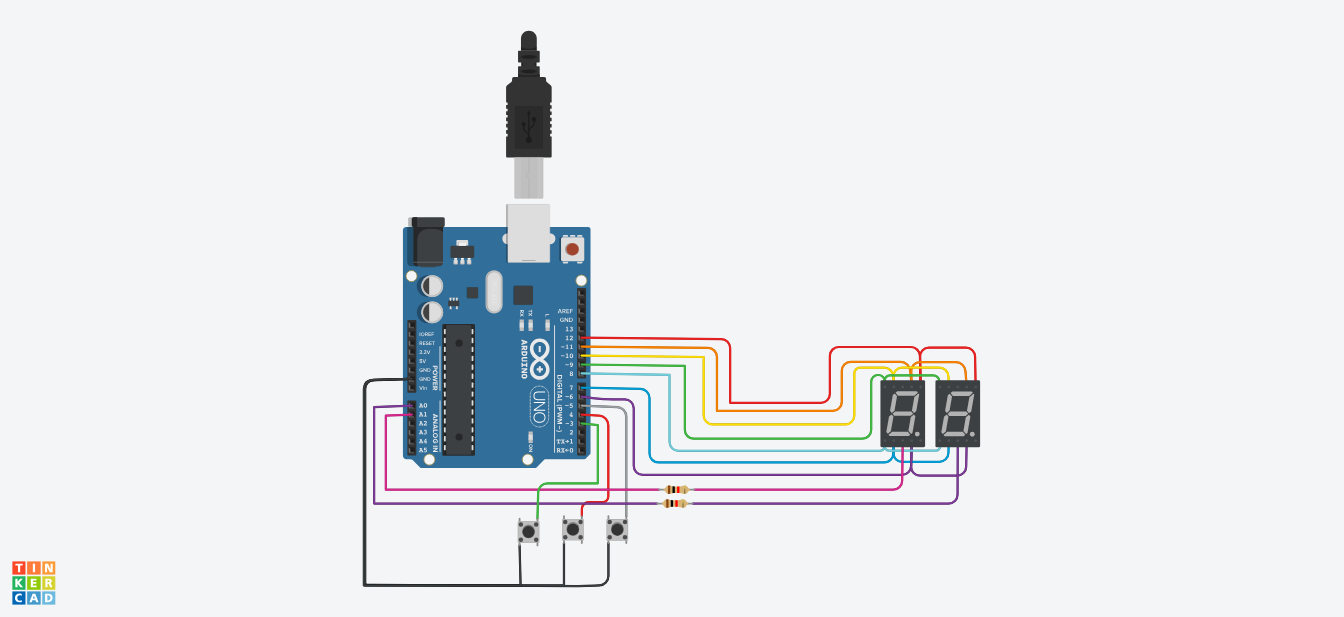 AREF
GND
13
12
~11
~10
~9
8
7
~6
~5
4
~3
2
TX→1
RX←0
DIGITAL (PWM~)
RX
TX
L
ARDUINO
UNO
ON
IOREF
RESET
3.3V
5V
GND
GND
Vin
POWER
A0
A1
A2
A3
A4
A5
ANALOG IN
8
8
TIN
KER
CAD